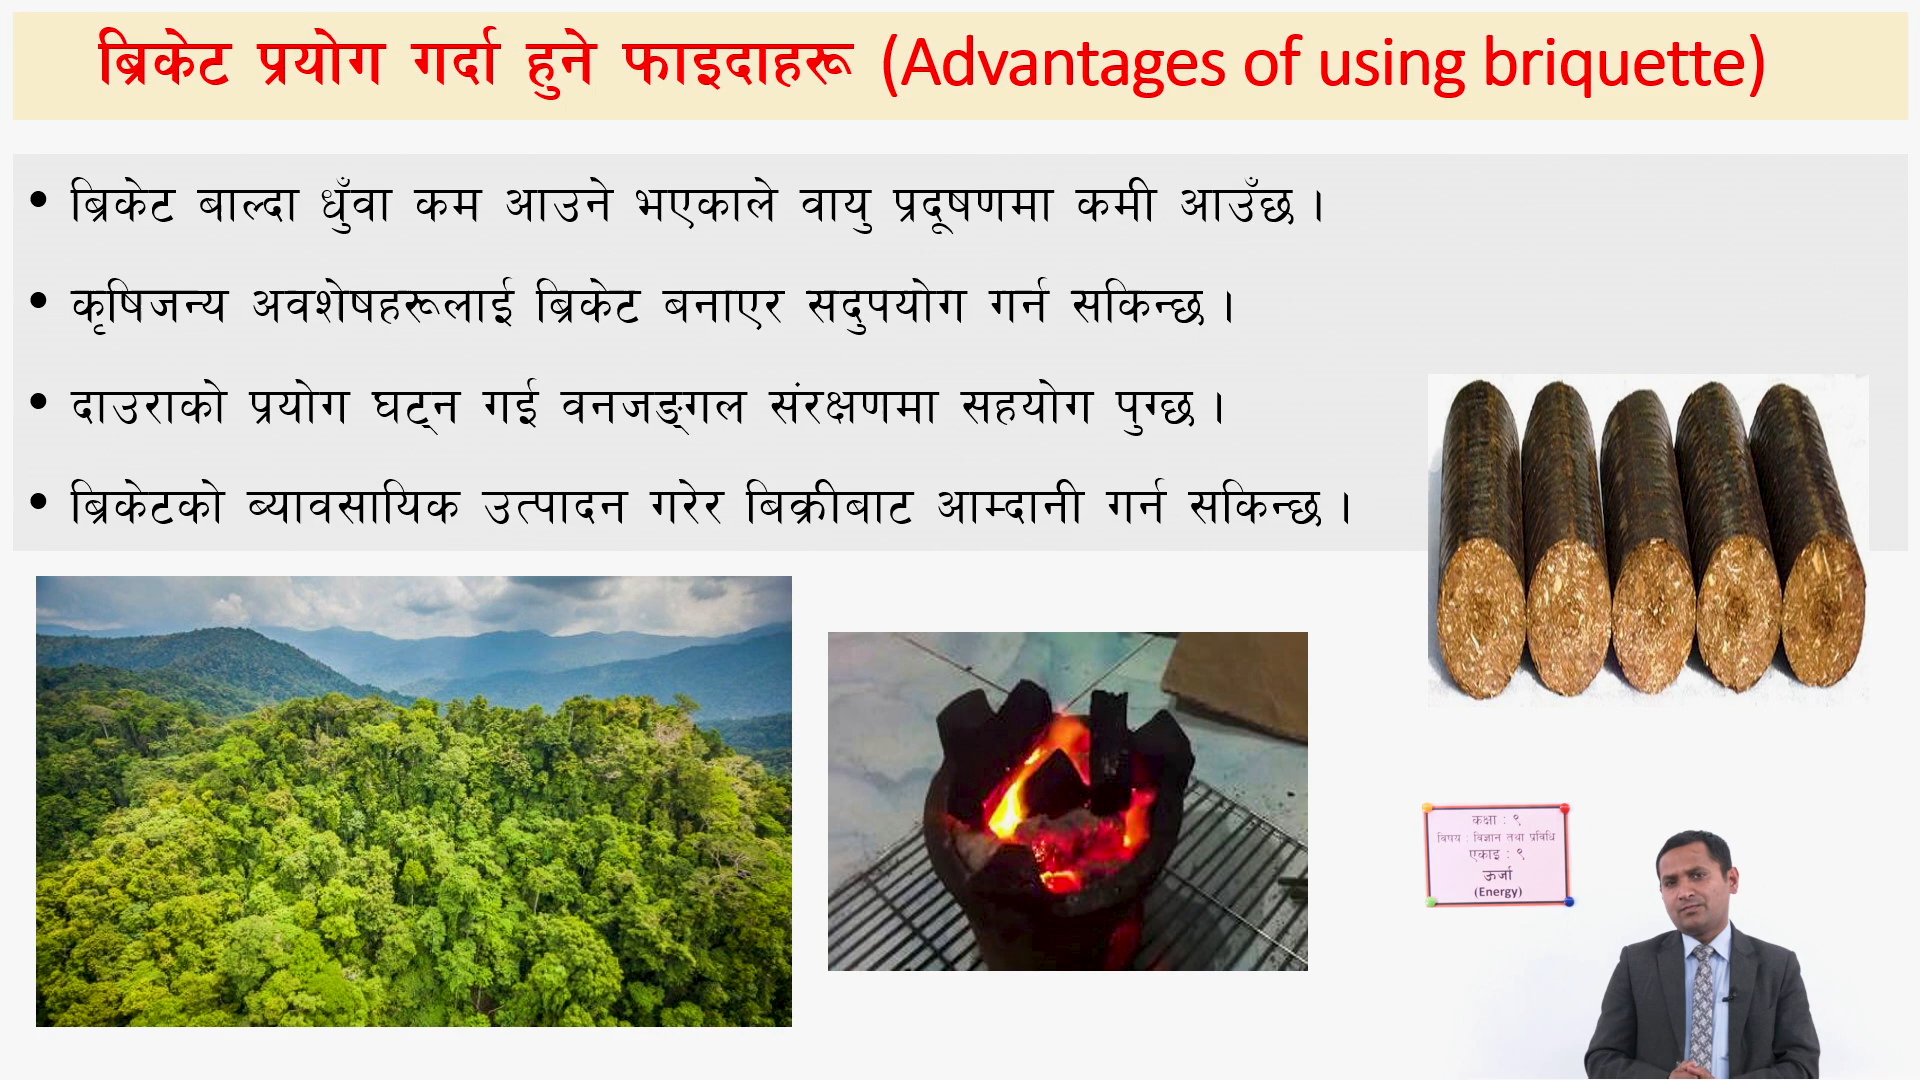 ब्रिकेट प्रयोग गर्दा हुने फाइदाहरू (Advantages of using briquette)
• ब्रिकेट बाल्दा धुँवा कम आउने भएकाले वायु प्रदूषणमा कमी आउँछ ।
• कृषिजन्य अवशेषहरूलाई ब्रिकेट बनाएर सदुपयोग गर्न सकिन्छ ।
• दाउराको प्रयोग घट्न गई वनजङ्गल संरक्षणमा सहयोग पुग्छ ।
• ब्रिकेटको ब्यावसायिक उत्पादन गरेर बिक्रीबाट आम्दानी गर्न सकिन्छ ।
कक्षा : ९
विषय : विज्ञान तथा प्रविधि
एकाइ : ९
ऊर्जा
(Energy)